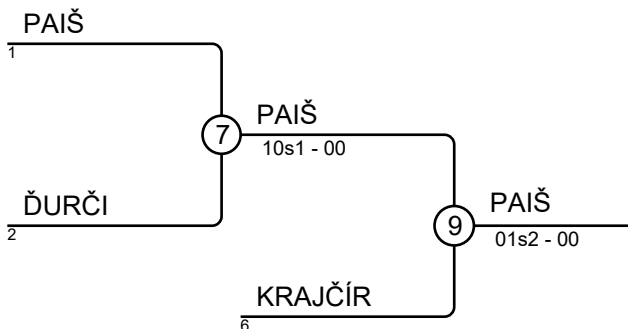 PAIŠ
1
7
PAIŠ
10s1 - 00
ĎURČI
2
9
PAIŠ
01s2 - 00
KRAJČÍR
6